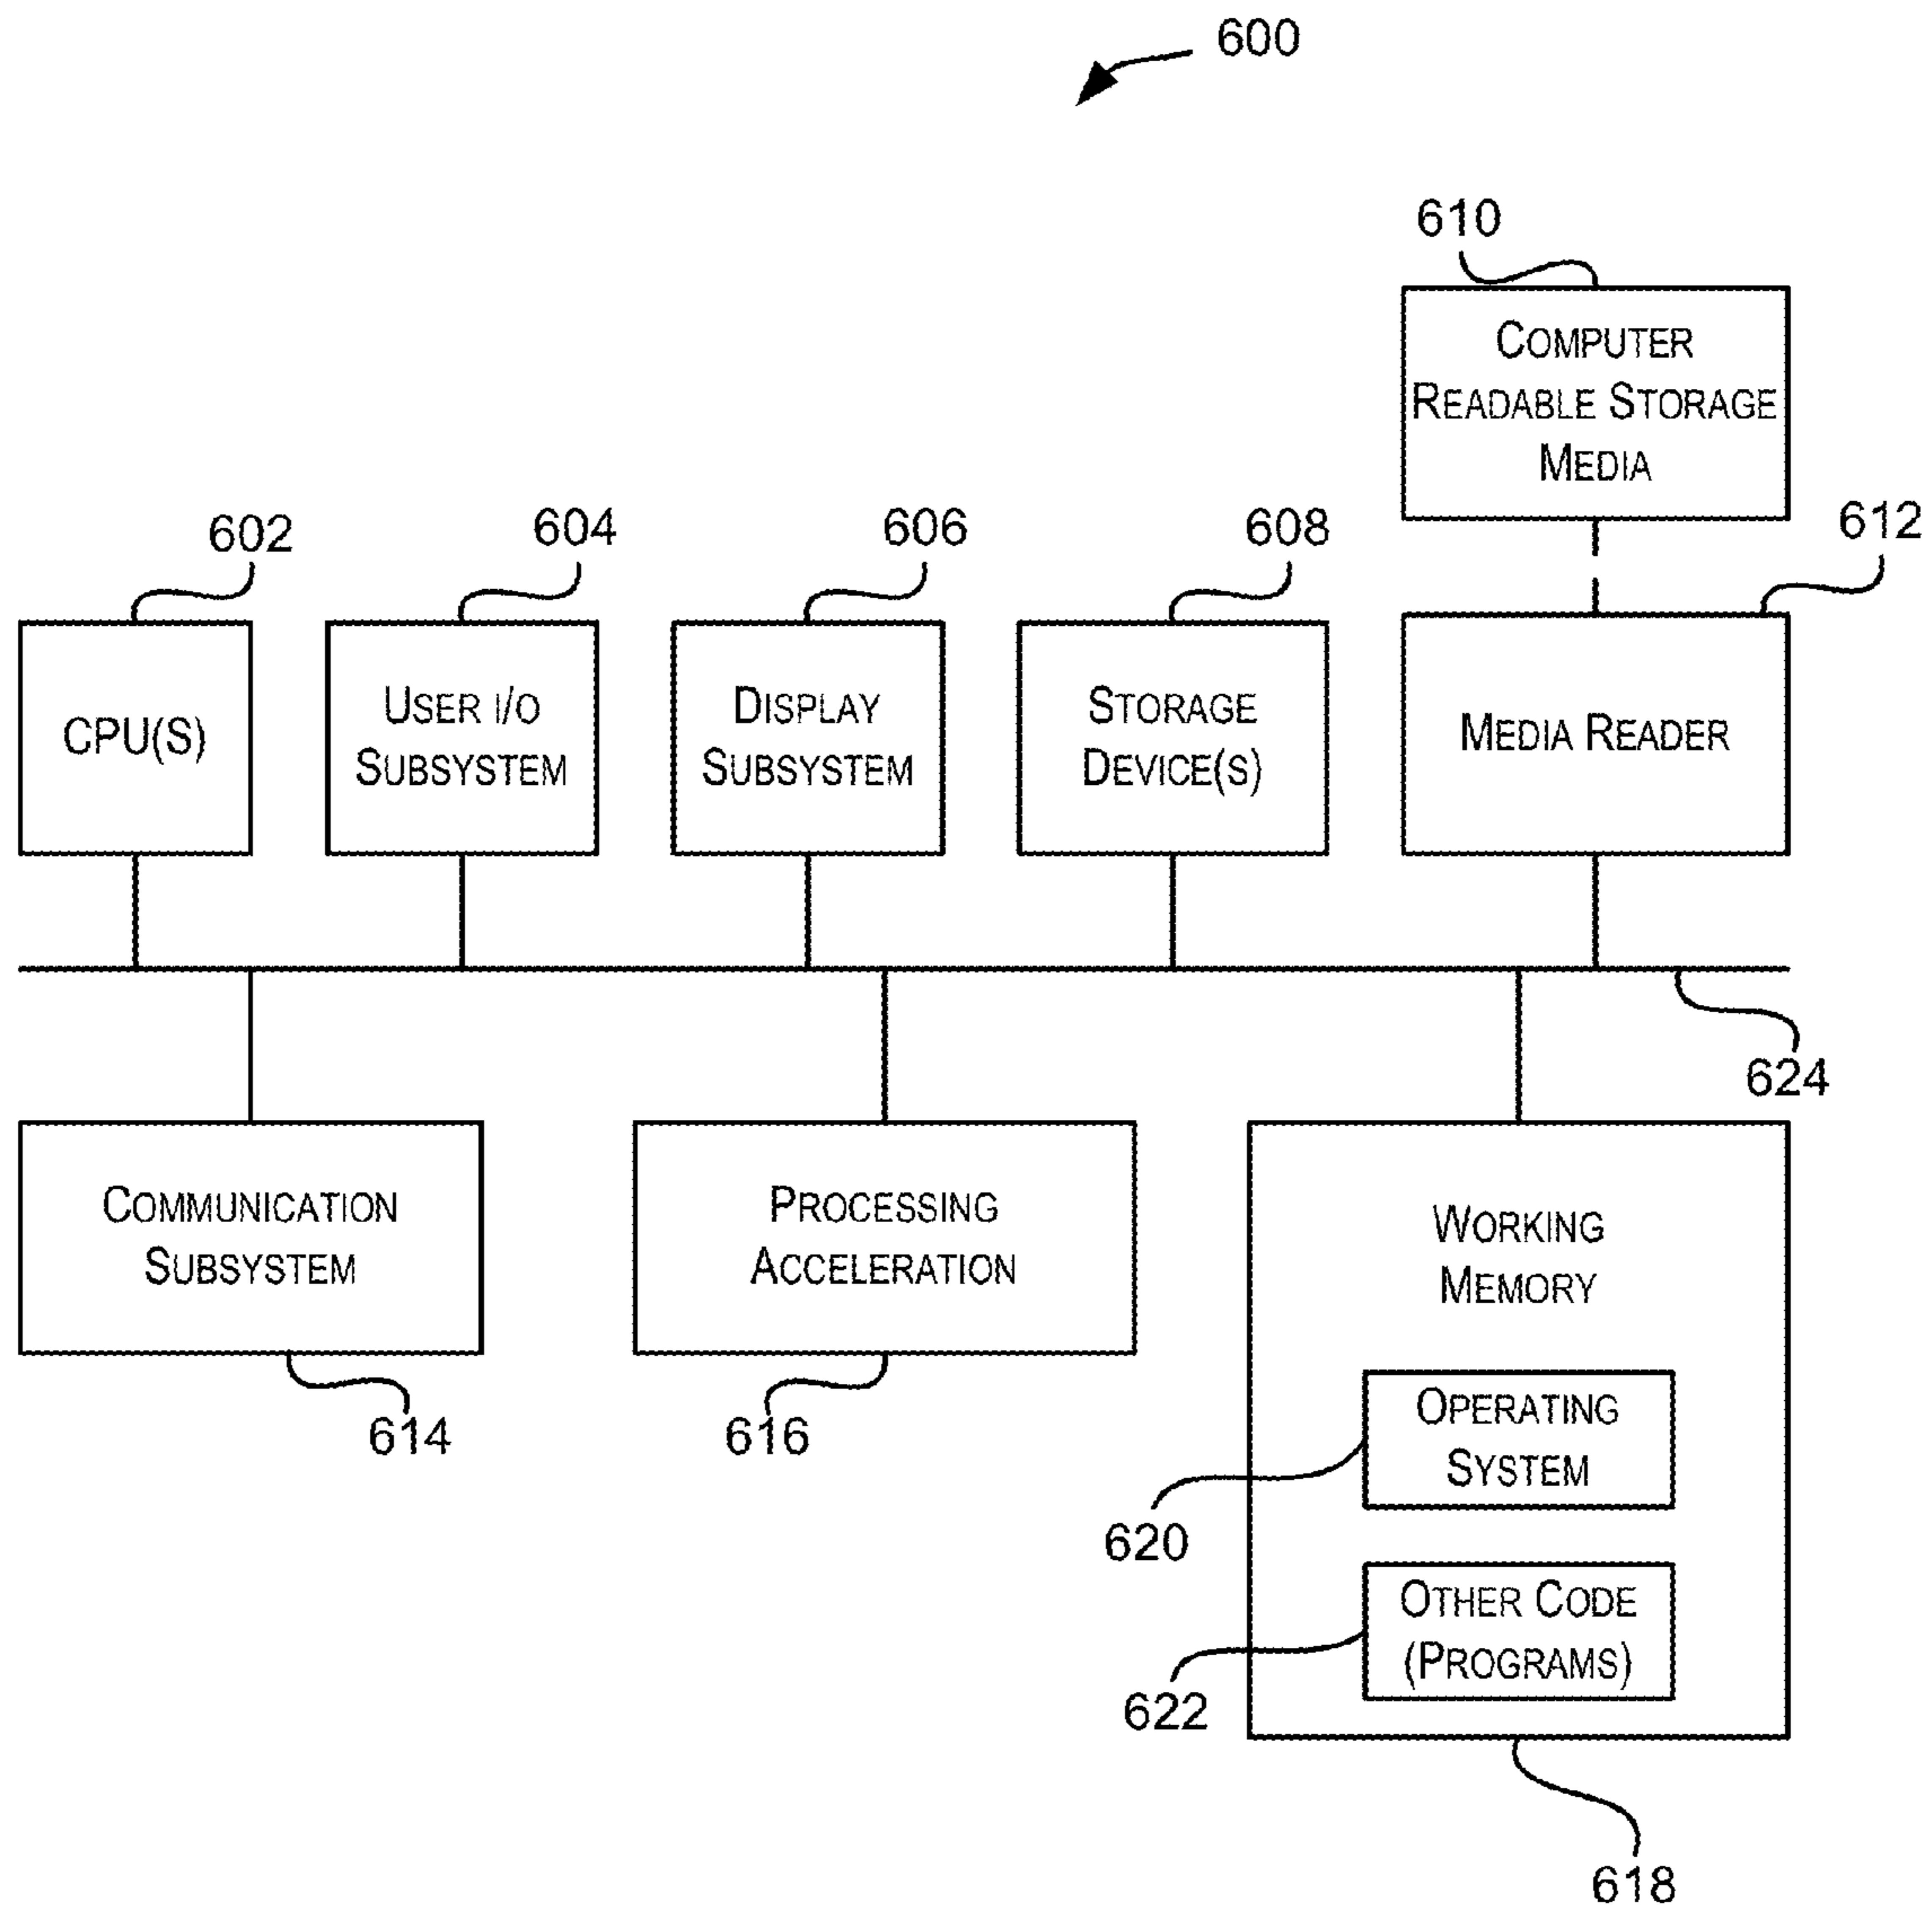 600
610
COMPUTER
READABLE STORAGE
MEDIA
602
604
606
608
612
CPU(S)
USER I/O
SUBSYSTEM
DISPLAY
SUBSYSTEM
STORAGE
DEVICE(S)
MEDIA READER
624
COMMUNICATION
SUBSYSTEM
PROCESSING
ACCELERATION
WORKING
MEMORY
614
616
OPERATING
SYSTEM
620
OTHER CODE
(PROGRAMS)
622
618